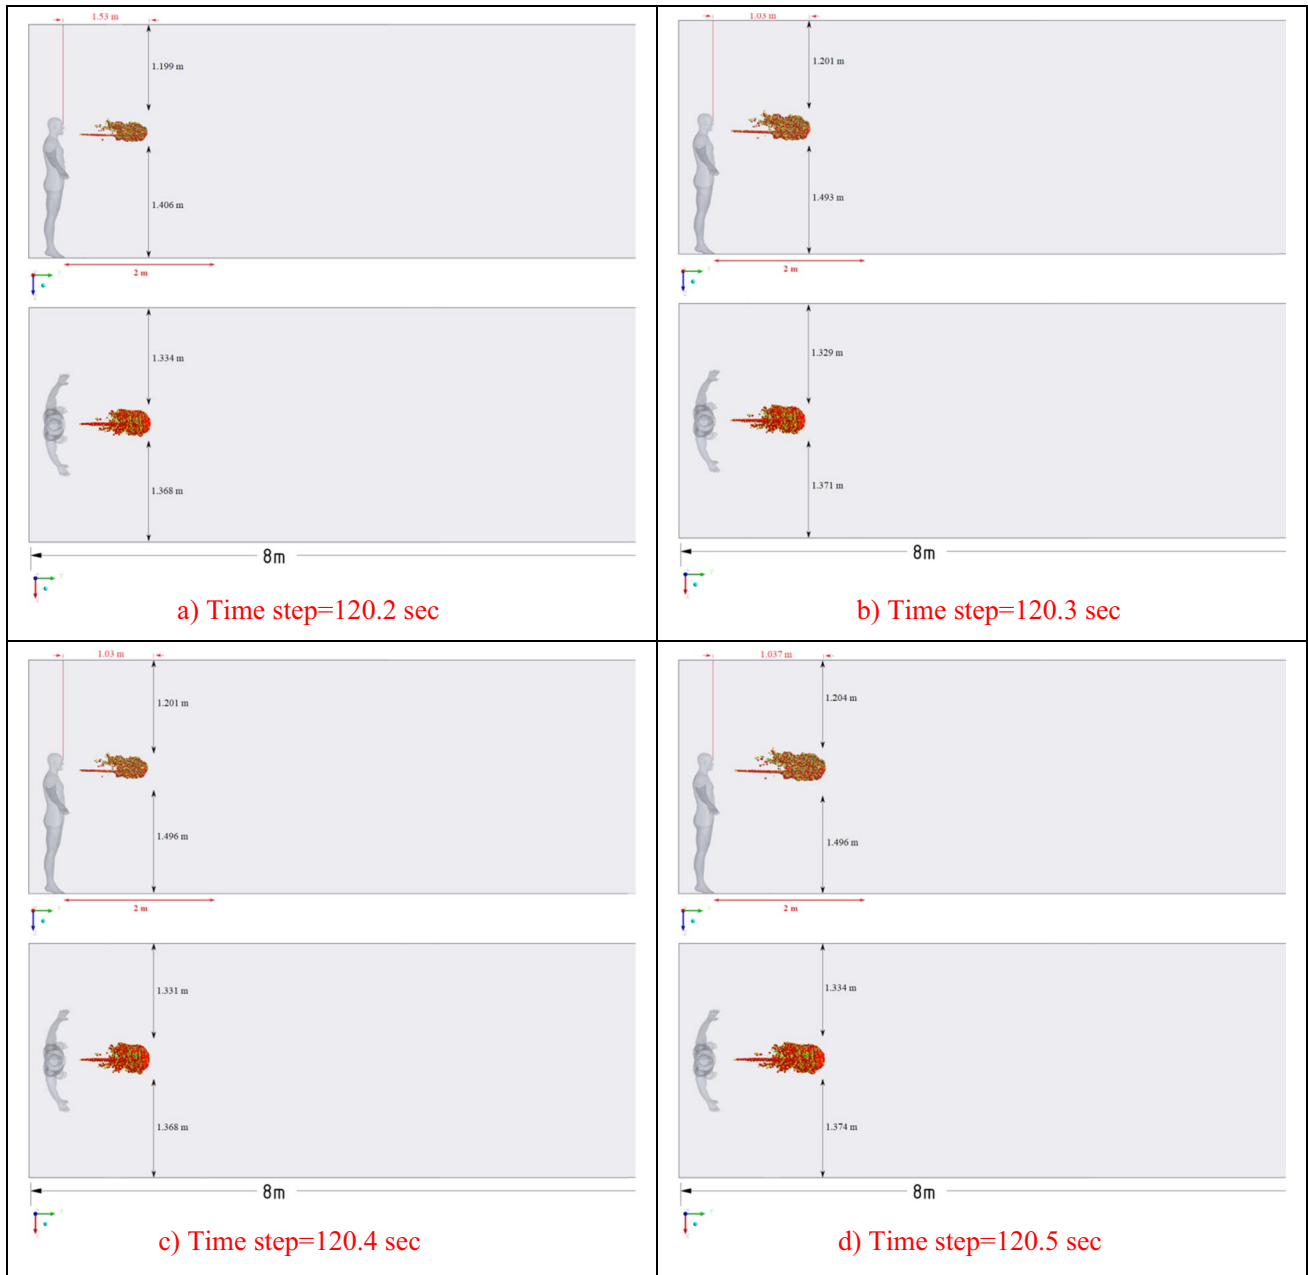 1.53 m
1.199 m
1.406 m
2 m
1.334 m
1.368 m
8m
a) Time step=120.2 sec
1.03 m
1.201 m
1.493 m
2 m
1.329 m
1.371 m
8m
b) Time step=120.3 sec
1.03 m
1.201 m
1.496 m
2 m
1.331 m
1.368 m
8m
c) Time step=120.4 sec
1.037 m
1.204 m
1.496 m
2 m
1.334 m
1.374 m
8m
d) Time step=120.5 sec